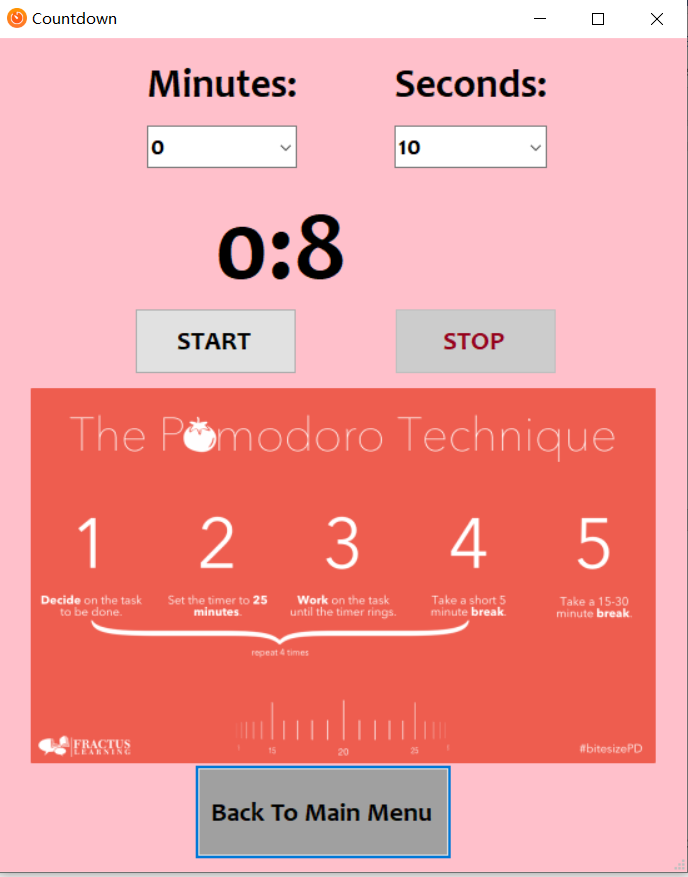 Countdown
Minutes: Seconds:
0 10
0:8
START STOP
The Pomodoro Technique
1 2 3 4 5
Decide on the task
to be done.
Set the timer to 25
minutes.
Work on the task
until the timer rings.
Take a short 5
minute break.
Take a 15-30
minute break.
repeat 4 times
15 20 25
FRACTUS
LEARNING
#bitesizePD
Back To Main Menu